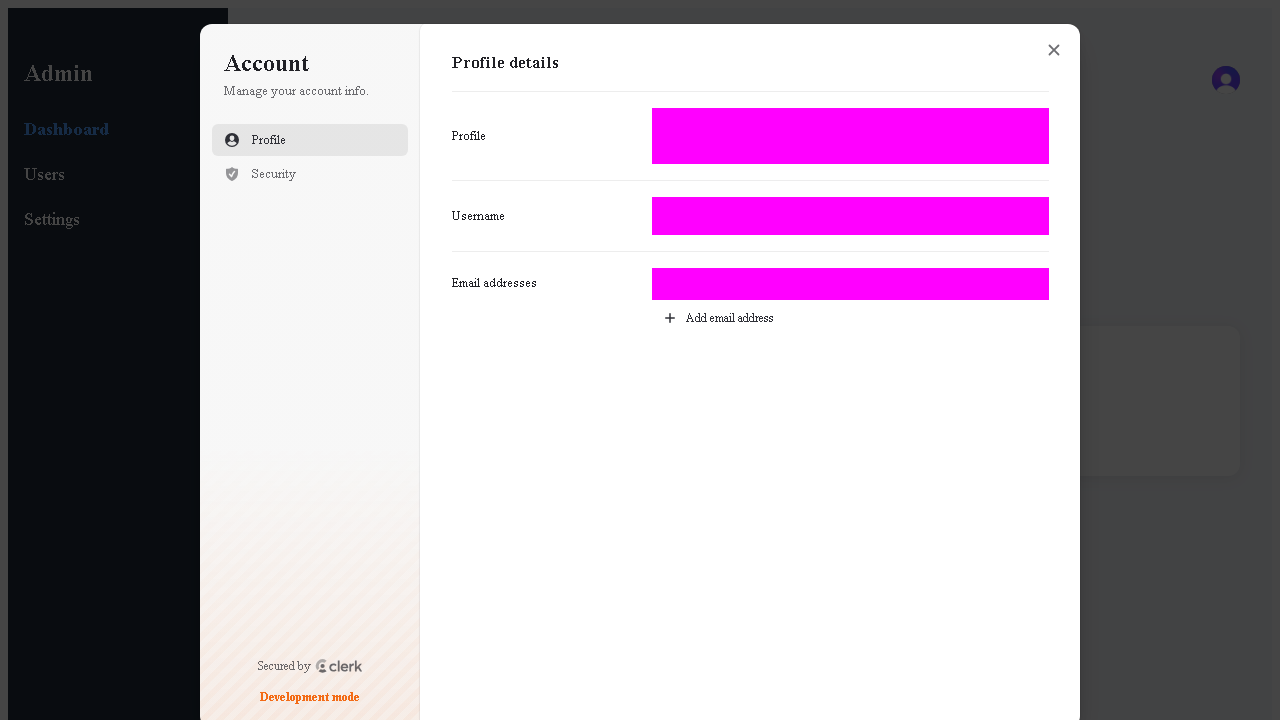 Admin
Dashboard
Users
Settings
Account
Manage your account info.
Profile
Security
Secured by clerk
Development mode
Profile details
Profile
Username
Email addresses
Add email address